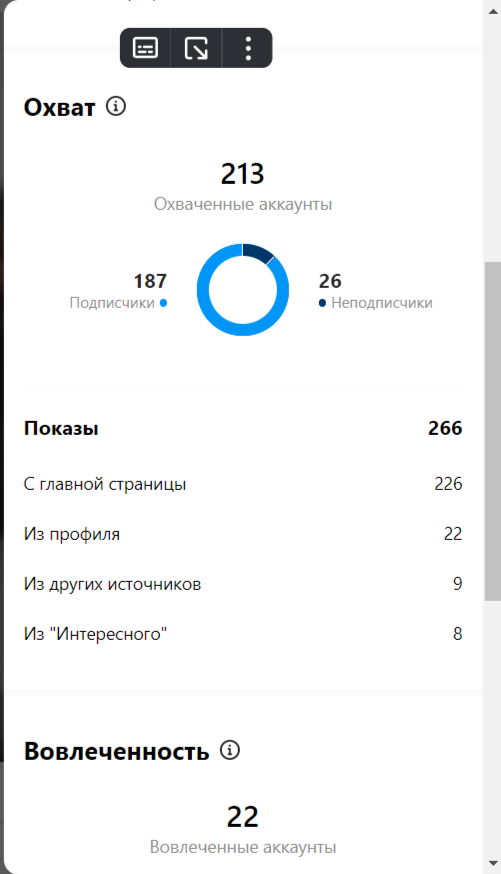 Охват
213
Охваченные аккаунты
187
Подписчики
26
Неподписчики
Показы 266
С главной страницы 226
Из профиля 22
Из других источников 9
Из "Интересного" 8
Вовлеченность
22
Вовлеченные аккаунты